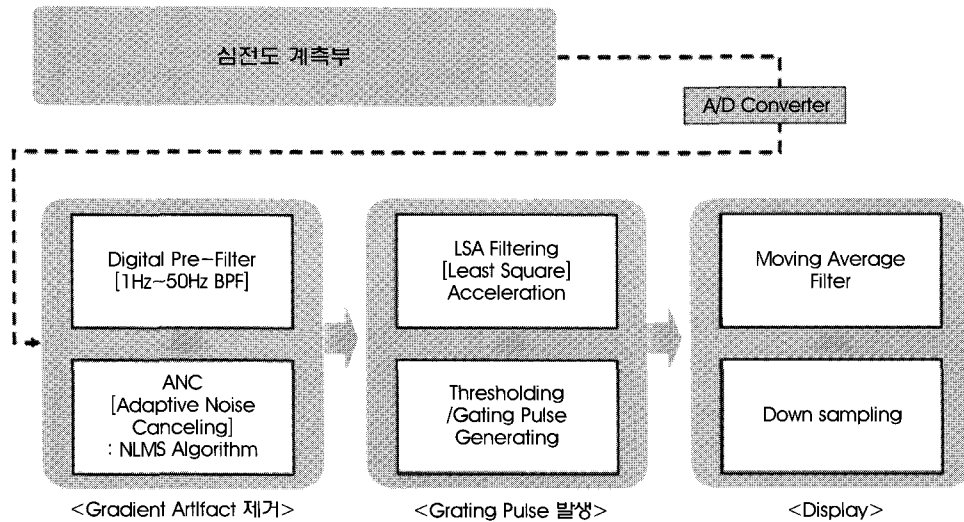 심전도 계측부
A/D Converter
Digital Pre-Filter
[1Hz~50Hz BPF]
ANC
[Adaptive Noise
Canceling]
: NLMS Algorithm
<Gradient Artlfact 제거>
LSA Filtering
[Least Square]
Acceleration
Thresholding
/Gating Pulse
Generating
<Grating Pulse 발생>
Moving Average
Filter
Down sampling
<Display>